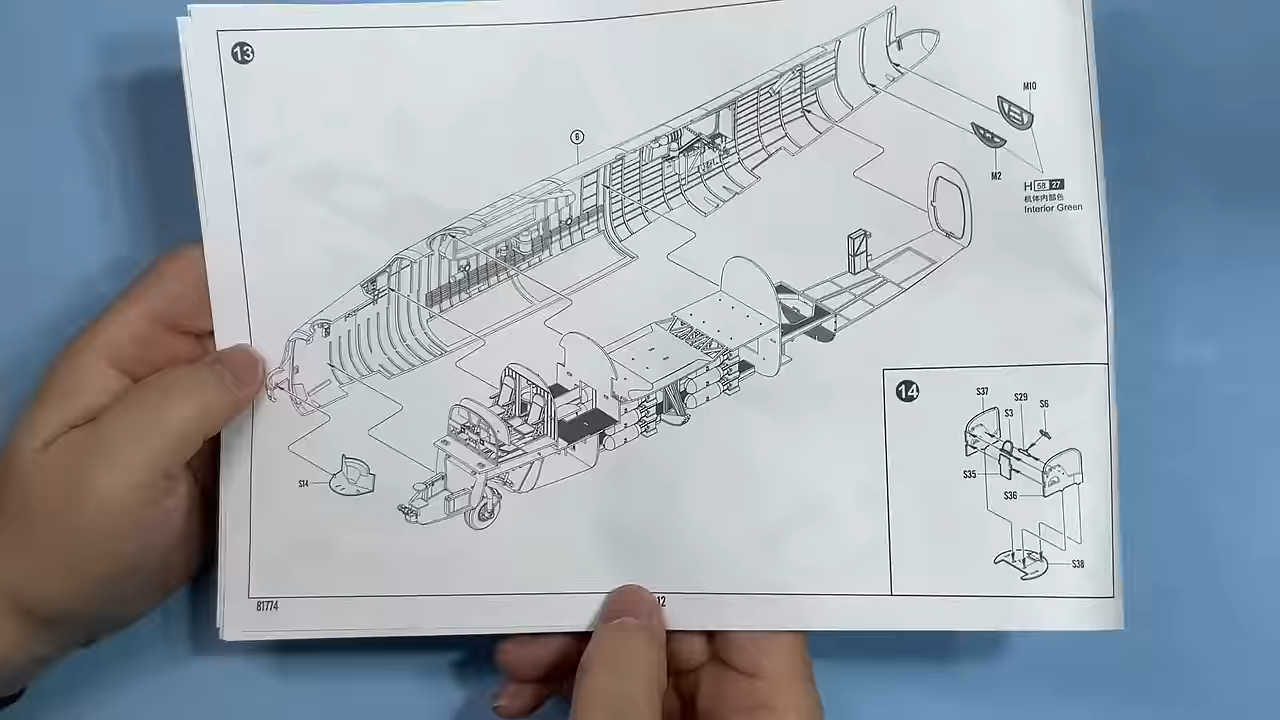 13
6
M10
M2
H 58 27
机体内部色
Interior Green
S14
14
S37
S29
S3
S6
S35
S36
S38
81774
12